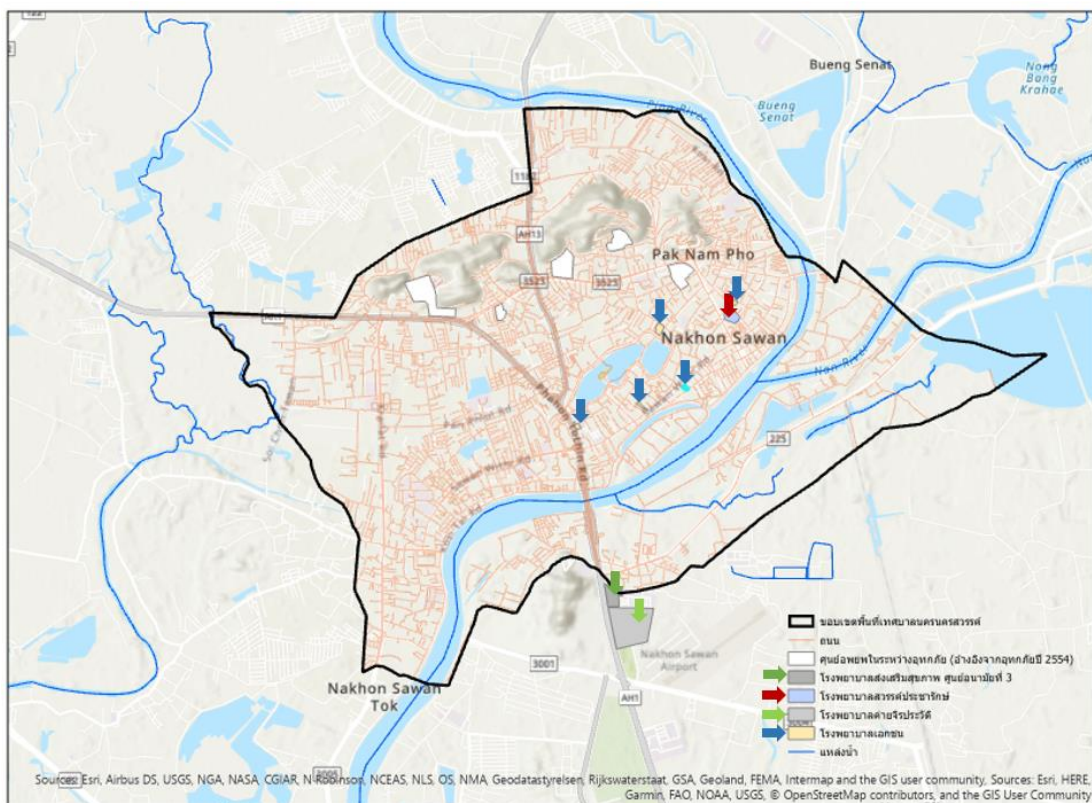 122
Bueng Senat
Nong
Bang
Krahae
Bueng
Senat
Ping River
1182
AH13
Pak Nam Pho
3523
3523
Nakhon Sawan
Nan River
225
Nakhon Sawan
Airport
3001
AH1
Nakhon Sawan
Tok
ขอบเขตพื้นที่เทศบาลนครนครสวรรค์
ถนน
ศูนย์อพยพในระหว่างอุทกภัย (อ้างอิงจากอุทกภัยปี 2554)
โรงพยาบาลส่งเสริมสุขภาพ ศูนย์อนามัยที่ 3
โรงพยาบาลสวรรค์ประชารักษ์
โรงพยาบาลค่ายจิรประวัติ
โรงพยาบาลเอกชน
แหล่งน้ำ
Sources: Esri, Airbus DS, USGS, NGA, NASA, CGIAR, N Robinson, NCEAS, NLS, OS, NMA, Geodatastyrelsen, Rijkswaterstaat, GSA, Geoland, FEMA, Intermap and the GIS user community, Sources: Esri, HERE,
Garmin, FAO, NOAA, USGS, © OpenStreetMap contributors, and the GIS User Community